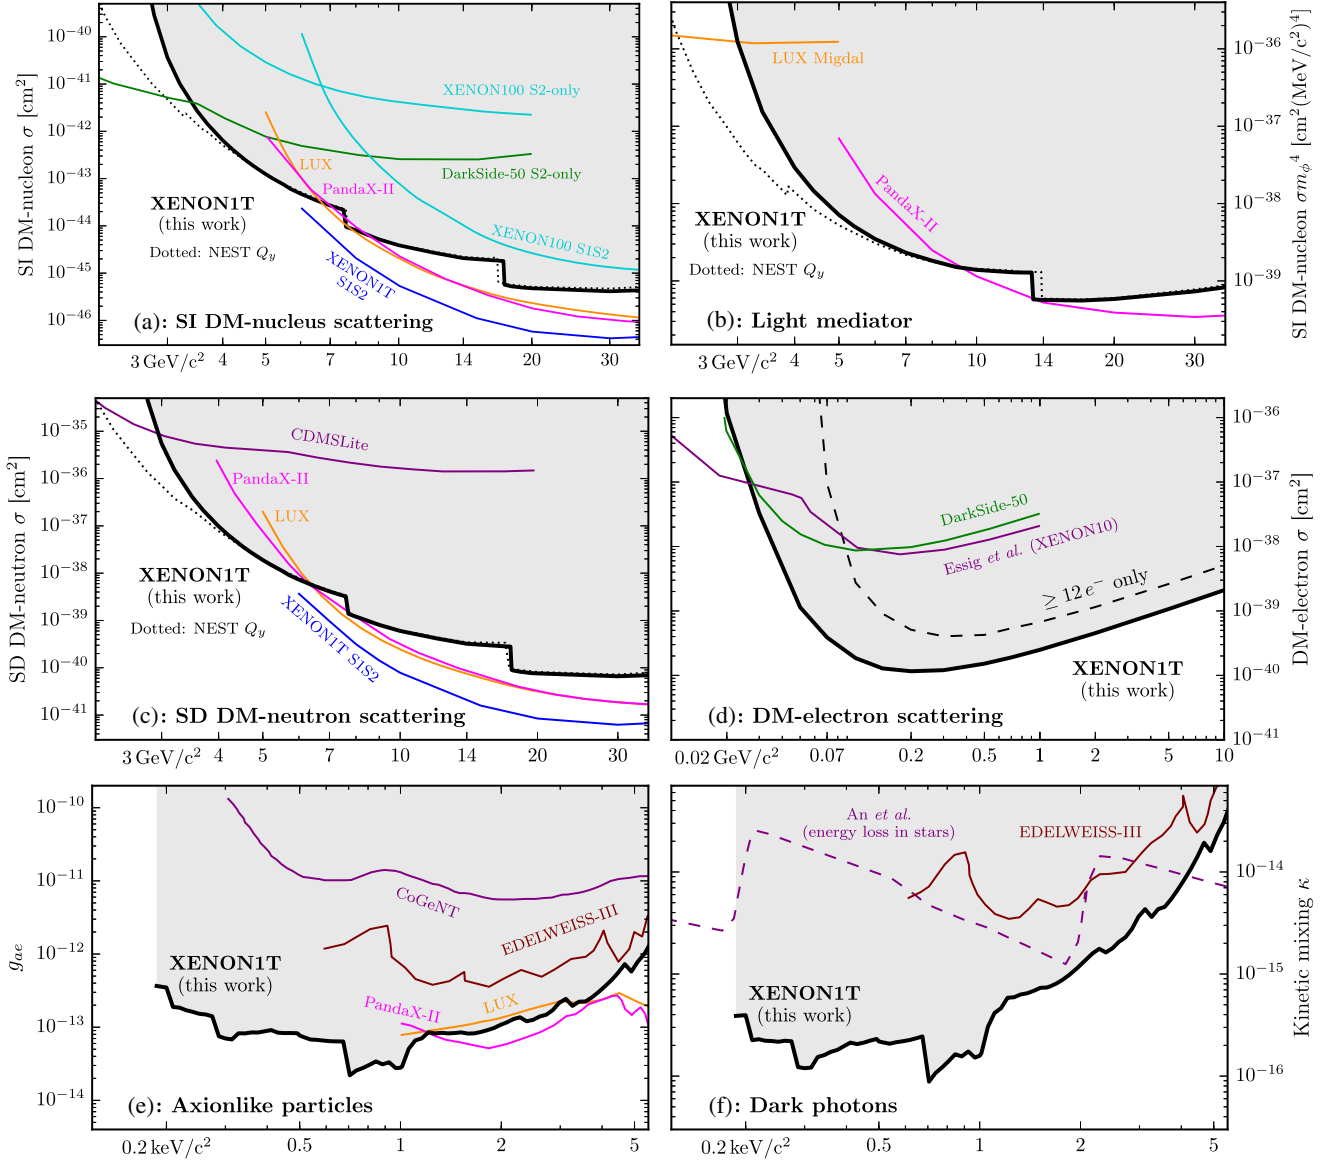 SI DM-nucleon σ [cm²]
10⁻⁴⁰
10⁻⁴¹
10⁻⁴²
10⁻⁴³
10⁻⁴⁴
10⁻⁴⁵
10⁻⁴⁶
XENON100 S2-only
LUX
DarkSide-50 S2-only
PandaX-II
XENON1T
(this work)
Dotted: NEST Q_y
XENON100 S1S2
XENON1T
S1S2
(a): SI DM-nucleus scattering
3 GeV/c² 4 5 7 10 14 20 30
LUX Migdal
PandaX-II
XENON1T
(this work)
Dotted: NEST Q_y
(b): Light mediator
3 GeV/c² 4 5 7 10 14 20 30
10⁻³⁶
10⁻³⁷
10⁻³⁸
10⁻³⁹
SI DM-nucleon σm_ϕ⁴ [cm²(MeV/c²)⁴]
SD DM-neutron σ [cm²]
10⁻³⁵
10⁻³⁶
10⁻³⁷
10⁻³⁸
10⁻³⁹
10⁻⁴⁰
10⁻⁴¹
CDMSLite
PandaX-II
LUX
XENON1T
(this work)
Dotted: NEST Q_y
XENON1T S1S2
(c): SD DM-neutron scattering
3 GeV/c² 4 5 7 10 14 20 30
DarkSide-50
Essig et al. (XENON10)
≥ 12 e⁻ only
XENON1T
(this work)
(d): DM-electron scattering
0.02 GeV/c² 0.07 0.2 0.5 1 2 5 10
10⁻³⁶
10⁻³⁷
10⁻³⁸
10⁻³⁹
10⁻⁴⁰
10⁻⁴¹
DM-electron σ [cm²]
g_ae
10⁻¹⁰
10⁻¹¹
10⁻¹²
10⁻¹³
10⁻¹⁴
CoGeNT
EDELWEISS-III
XENON1T
(this work)
PandaX-II
LUX
(e): Axionlike particles
0.2 keV/c² 0.5 1 2 5
An et al.
(energy loss in stars)
EDELWEISS-III
XENON1T
(this work)
(f): Dark photons
0.2 keV/c² 0.5 1 2 5
10⁻¹⁴
10⁻¹⁵
10⁻¹⁶
Kinetic mixing κ